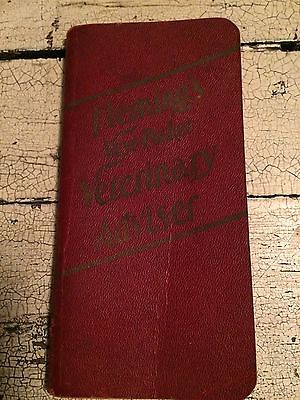 Fleming's
Vest-Pocket
Veterinary
Adviser